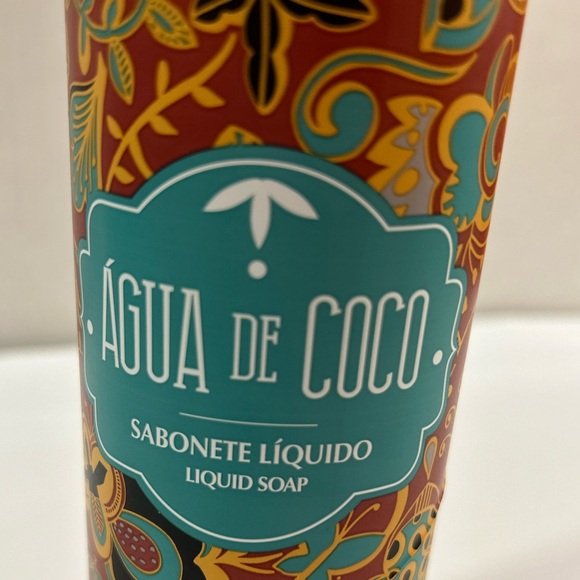 ÁGUA DE COCO
SABONETE LÍQUIDO
LIQUID SOAP